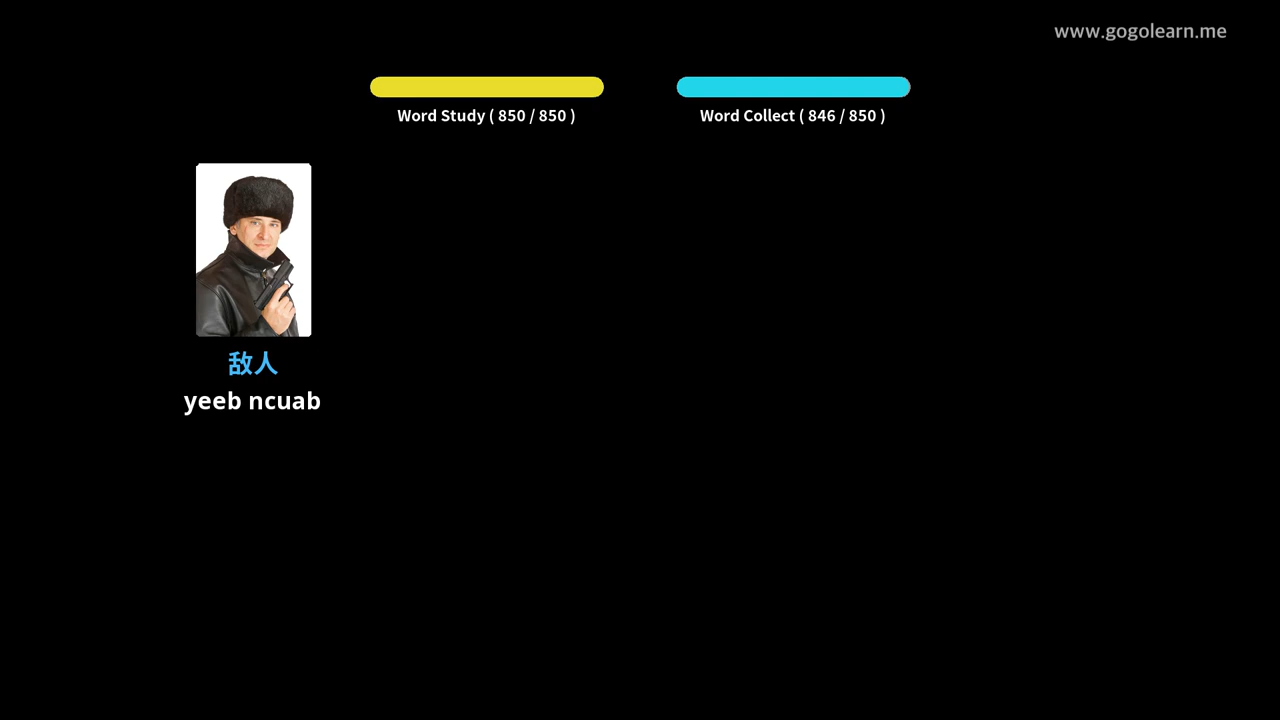 www.gogolearn.me
Word Study ( 850 / 850 )
Word Collect ( 846 / 850 )
敌人
yeeb ncuab